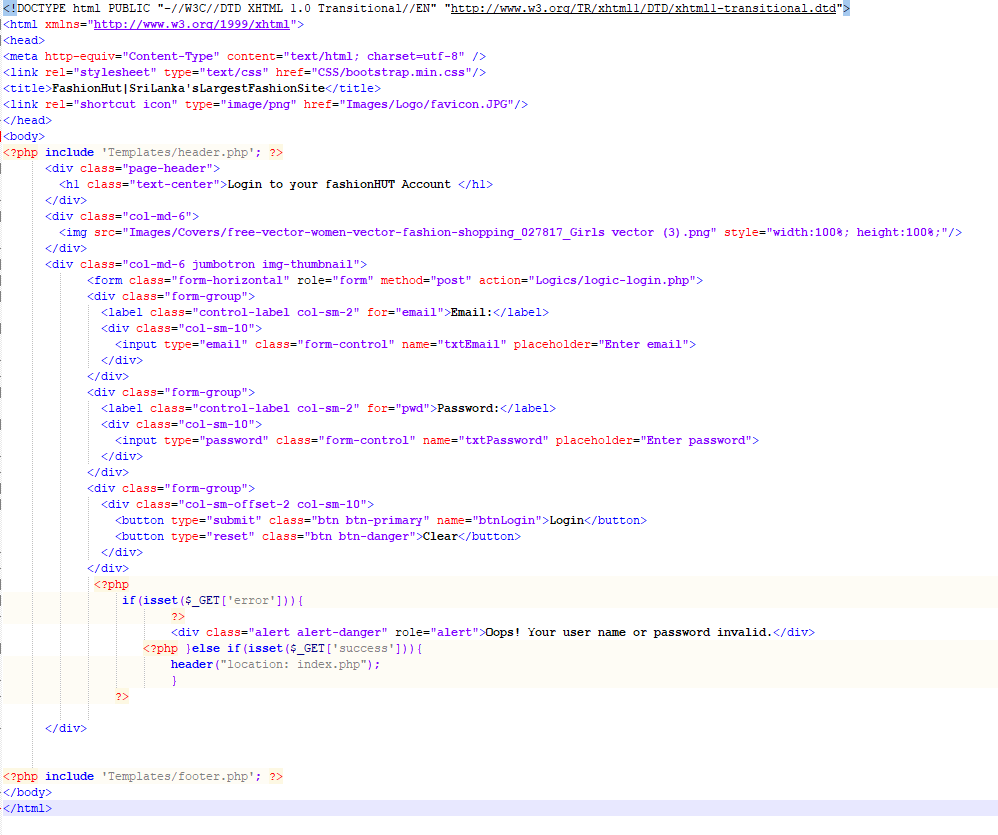 <!DOCTYPE html PUBLIC "-//W3C//DTD XHTML 1.0 Transitional//EN" "http://www.w3.org/TR/xhtml1/DTD/xhtml1-transitional.dtd">
<html xmlns="http://www.w3.org/1999/xhtml">
<head>
<meta http-equiv="Content-Type" content="text/html; charset=utf-8" />
<link rel="stylesheet" type="text/css" href="CSS/bootstrap.min.css"/>
<title>FashionHut|SriLanka'sLargestFashionSite</title>
<link rel="shortcut icon" type="image/png" href="Images/Logo/favicon.JPG"/>
</head>
<body>
<?php include 'Templates/header.php'; ?>
<div class="page-header">
<h1 class="text-center">Login to your fashionHUT Account </h1>
</div>
<div class="col-md-6">
<img src="Images/Covers/free-vector-women-vector-fashion-shopping_027817_Girls vector (3).png" style="width:100%; height:100%;"/>
</div>
<div class="col-md-6 jumbotron img-thumbnail">
<form class="form-horizontal" role="form" method="post" action="Logics/logic-login.php">
<div class="form-group">
<label class="control-label col-sm-2" for="email">Email:</label>
<div class="col-sm-10">
<input type="email" class="form-control" name="txtEmail" placeholder="Enter email">
</div>
</div>
<div class="form-group">
<label class="control-label col-sm-2" for="pwd">Password:</label>
<div class="col-sm-10">
<input type="password" class="form-control" name="txtPassword" placeholder="Enter password">
</div>
</div>
<div class="form-group">
<div class="col-sm-offset-2 col-sm-10">
<button type="submit" class="btn btn-primary" name="btnLogin">Login</button>
<button type="reset" class="btn btn-danger">Clear</button>
</div>
</div>
<?php
if(isset($_GET['error'])){
?>
<div class="alert alert-danger" role="alert">Oops! Your user name or password invalid.</div>
<?php }else if(isset($_GET['success'])){
header("location: index.php");
}
?>
</div>
<?php include 'Templates/footer.php'; ?>
</body>
</html>